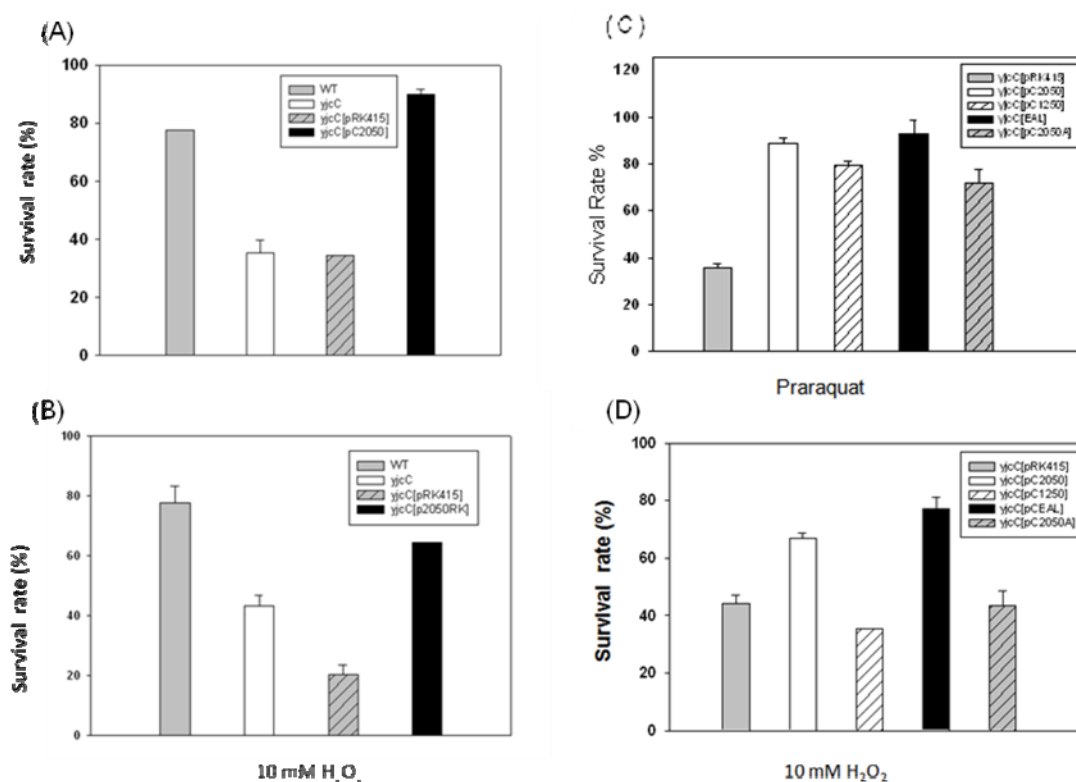 (A)
100
80
60
40
20
0
Survival rate (%)
WT
yjcC
yjcC[pRK415]
yjcC[pC2050]
(C)
120
100
80
60
40
20
0
Survival Rate %
yjcC[pRK415]
yjcC[pC2050]
yjcC[pC1250]
yjcC[EAL]
yjcC[pC2050A]
Praraquat
(B)
100
80
60
40
20
0
Survival rate (%)
WT
yjcC
yjcC[pRK415]
yjcC[p2050RK]
10 mM H₂O₂
(D)
100
80
60
40
20
0
Survival rate (%)
yjcC[pRK415]
yjcC[pC2050]
yjcC[pC1250]
yjcC[pCEAL]
yjcC[pC2050A]
10 mM H₂O₂